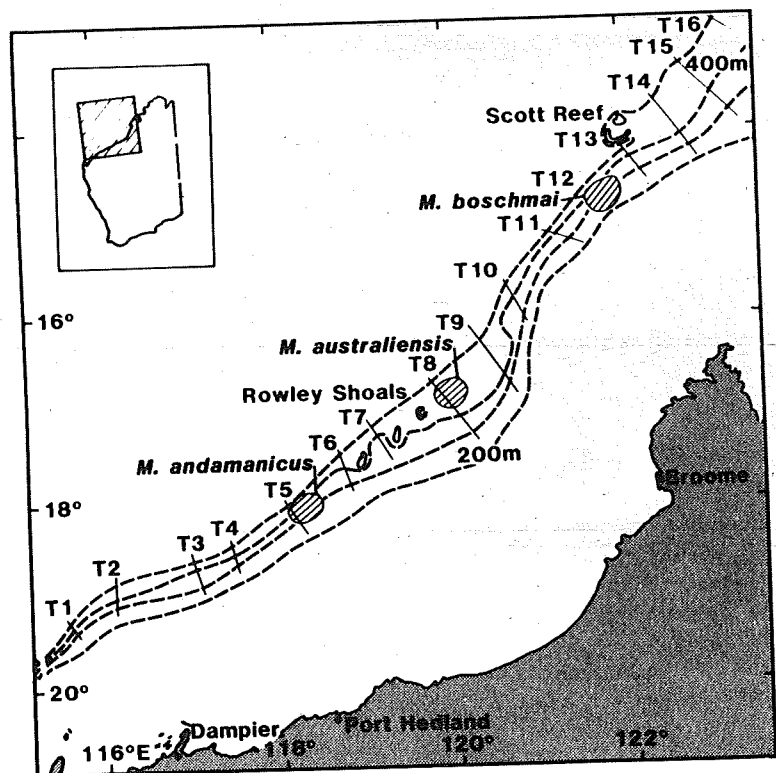 T16
T15
400m
T14
Scott Reef
T13
T12
M. boschmai
T11
T10
16°
T9
M. australiensis
T8
Rowley Shoals
T7
T6
200m
M. andamanicus
Broome
T5
18°
T4
T3
T2
T1
20°
Dampier
Port Hedland
116°E
118°
120°
122°